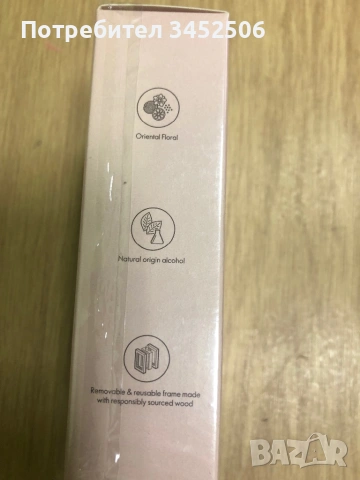 Потребител 3452506
Oriental Floral
Natural origin alcohol
Removable & reusable frame made
with responsibly sourced wood
BAZAR